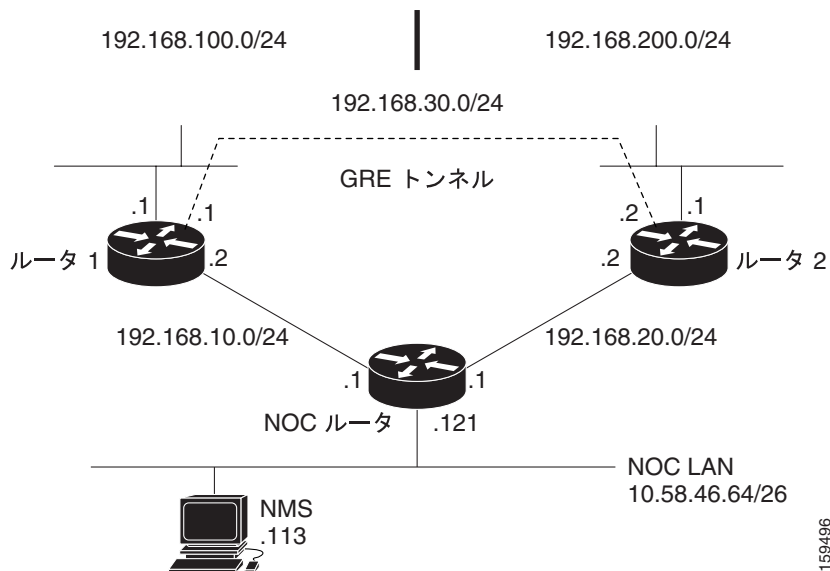 192.168.100.0/24
192.168.200.0/24
192.168.30.0/24
GRE トンネル
.1
.1
.2
.1
ルータ 1
.2
.2
ルータ 2
192.168.10.0/24
192.168.20.0/24
.1
.1
NOC ルータ
.121
NOC LAN
10.58.46.64/26
NMS
.113
159496